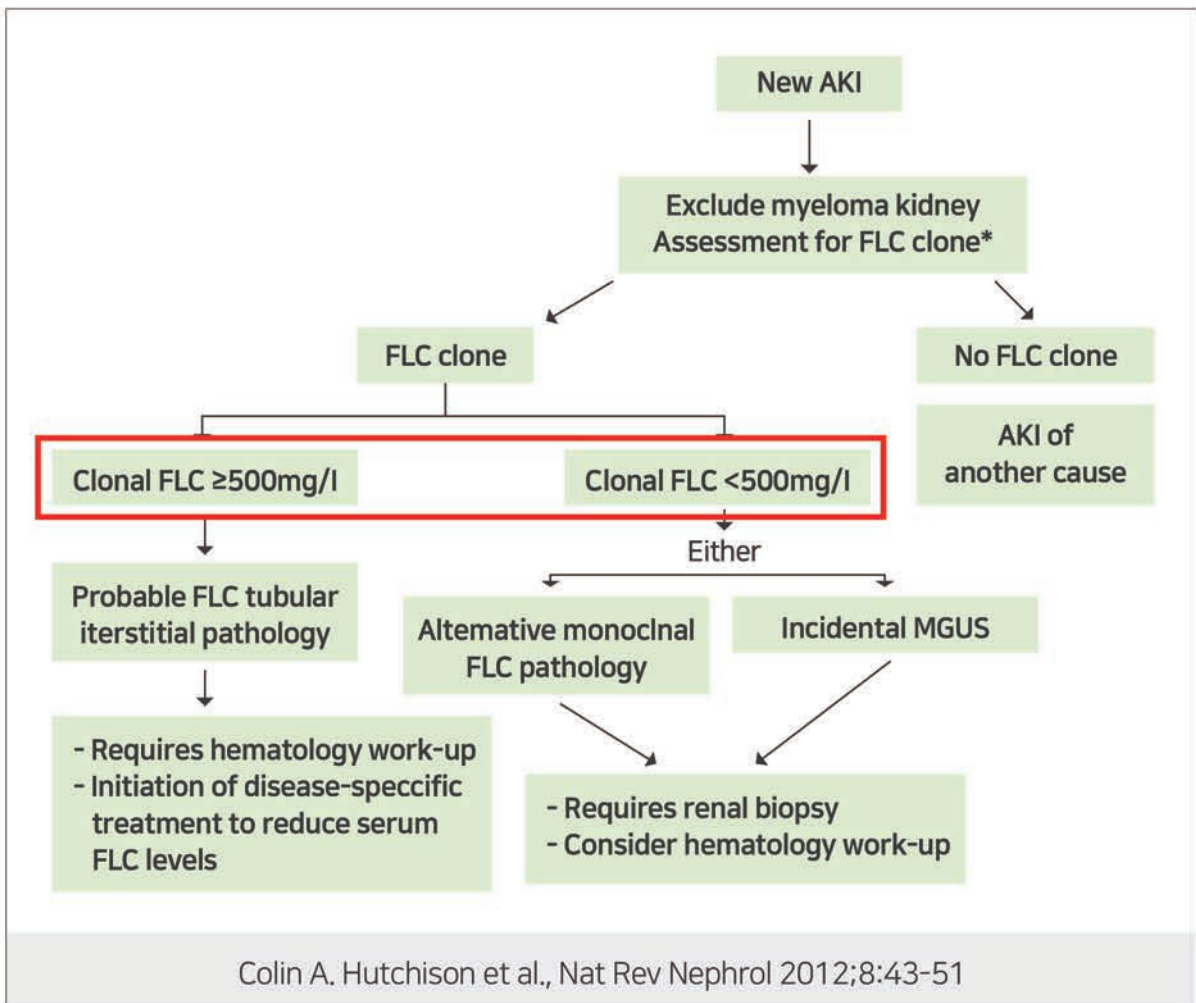 New AKI
Exclude myeloma kidney
Assessment for FLC clone*
FLC clone
No FLC clone
AKI of
another cause
Clonal FLC ≥500mg/l
Clonal FLC <500mg/l
Either
Probable FLC tubular
iterstitial pathology
Altemative monoclnal
FLC pathology
Incidental MGUS
- Requires hematology work-up
- Initiation of disease-speccific
treatment to reduce serum
FLC levels
- Requires renal biopsy
- Consider hematology work-up
Colin A. Hutchison et al., Nat Rev Nephrol 2012;8:43-51